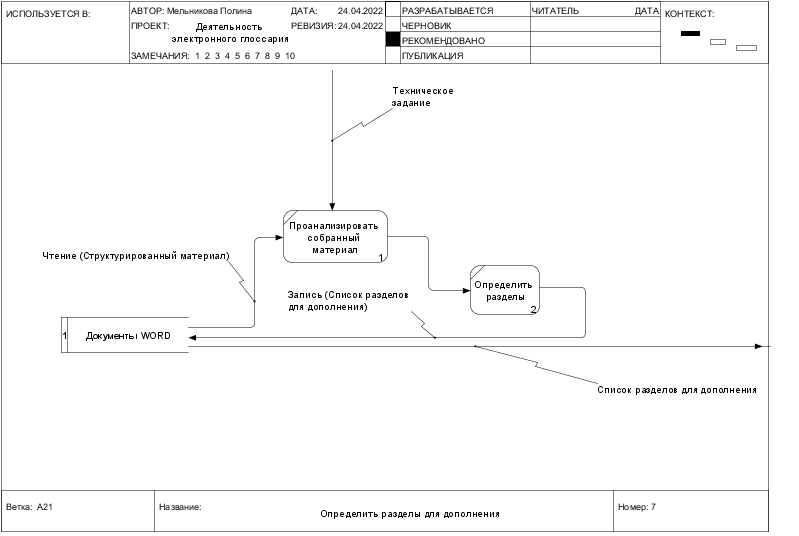 ИСПОЛЬЗУЕТСЯ В:
АВТОР: Мельникова Полина
ДАТА: 24.04.2022
ПРОЕКТ: Деятельность
электронного глоссария
РЕВИЗИЯ: 24.04.2022
ЗАМЕЧАНИЯ: 1 2 3 4 5 6 7 8 9 10
РАЗРАБАТЫВАЕТСЯ
ЧЕРНОВИК
РЕКОМЕНДОВАНО
ПУБЛИКАЦИЯ
ЧИТАТЕЛЬ ДАТА
КОНТЕКСТ:
Техническое
задание
Проанализировать
собранный
материал
1
Чтение (Структурированный материал)
Определить
разделы
2
Запись (Список разделов
для дополнения)
1 Документы WORD
Список разделов для дополнения
Ветка: A21
Название:
Определить разделы для дополнения
Номер: 7